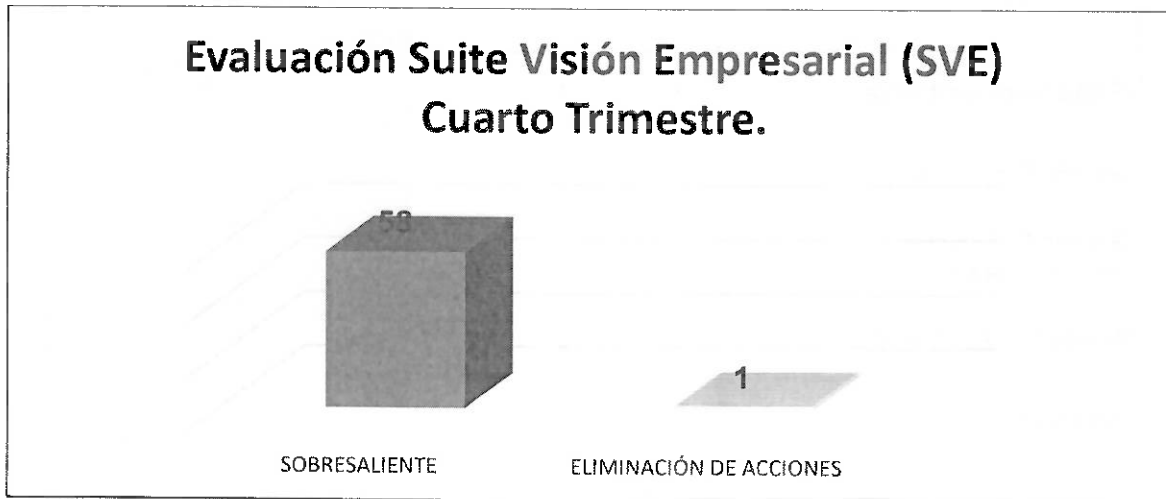 Evaluación Suite Visión Empresarial (SVE)
Cuarto Trimestre.
1
SOBRESALIENTE
ELIMINACIÓN DE ACCIONES